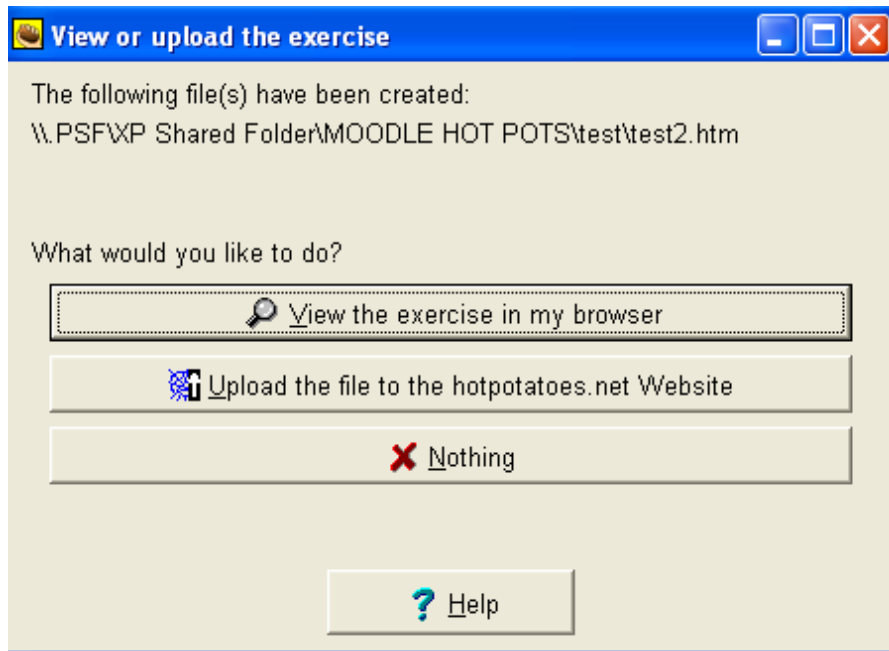 View or upload the exercise
The following file(s) have been created:
\\.PSF\XP Shared Folder\MOODLE HOT POTS\test\test2.htm
What would you like to do?
View the exercise in my browser
Upload the file to the hotpotatoes.net Website
Nothing
? Help